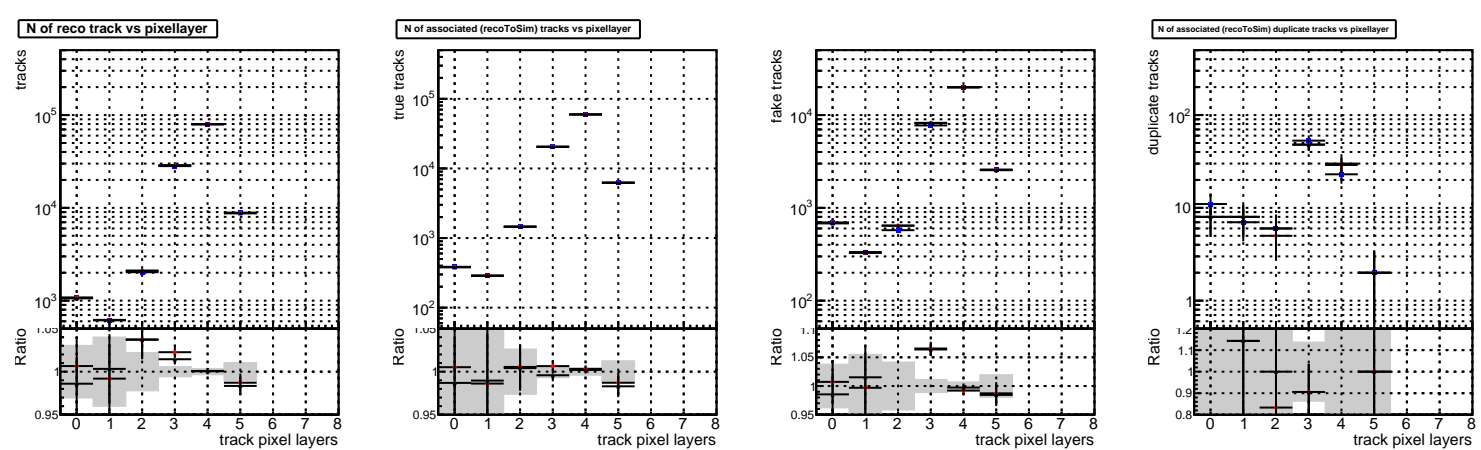 N of reco track vs pixellayer
tracks
10^5
10^4
10^3
Ratio
1.05
1
0.95
0 1 2 3 4 5 6 7 8
track pixel layers
N of associated (recoToSim) tracks vs pixellayer
true tracks
10^5
10^4
10^3
10^2
Ratio
1.05
1
0.95
0 1 2 3 4 5 6 7 8
track pixel layers
fake tracks
10^4
10^3
10^2
Ratio
1.1
1.05
1
0.95
0 1 2 3 4 5 6 7 8
track pixel layers
N of associated (recoToSim) duplicate tracks vs pixellayer
duplicate tracks
10^2
10
1
Ratio
1.2
1.1
1
0.9
0.8
0 1 2 3 4 5 6 7 8
track pixel layers